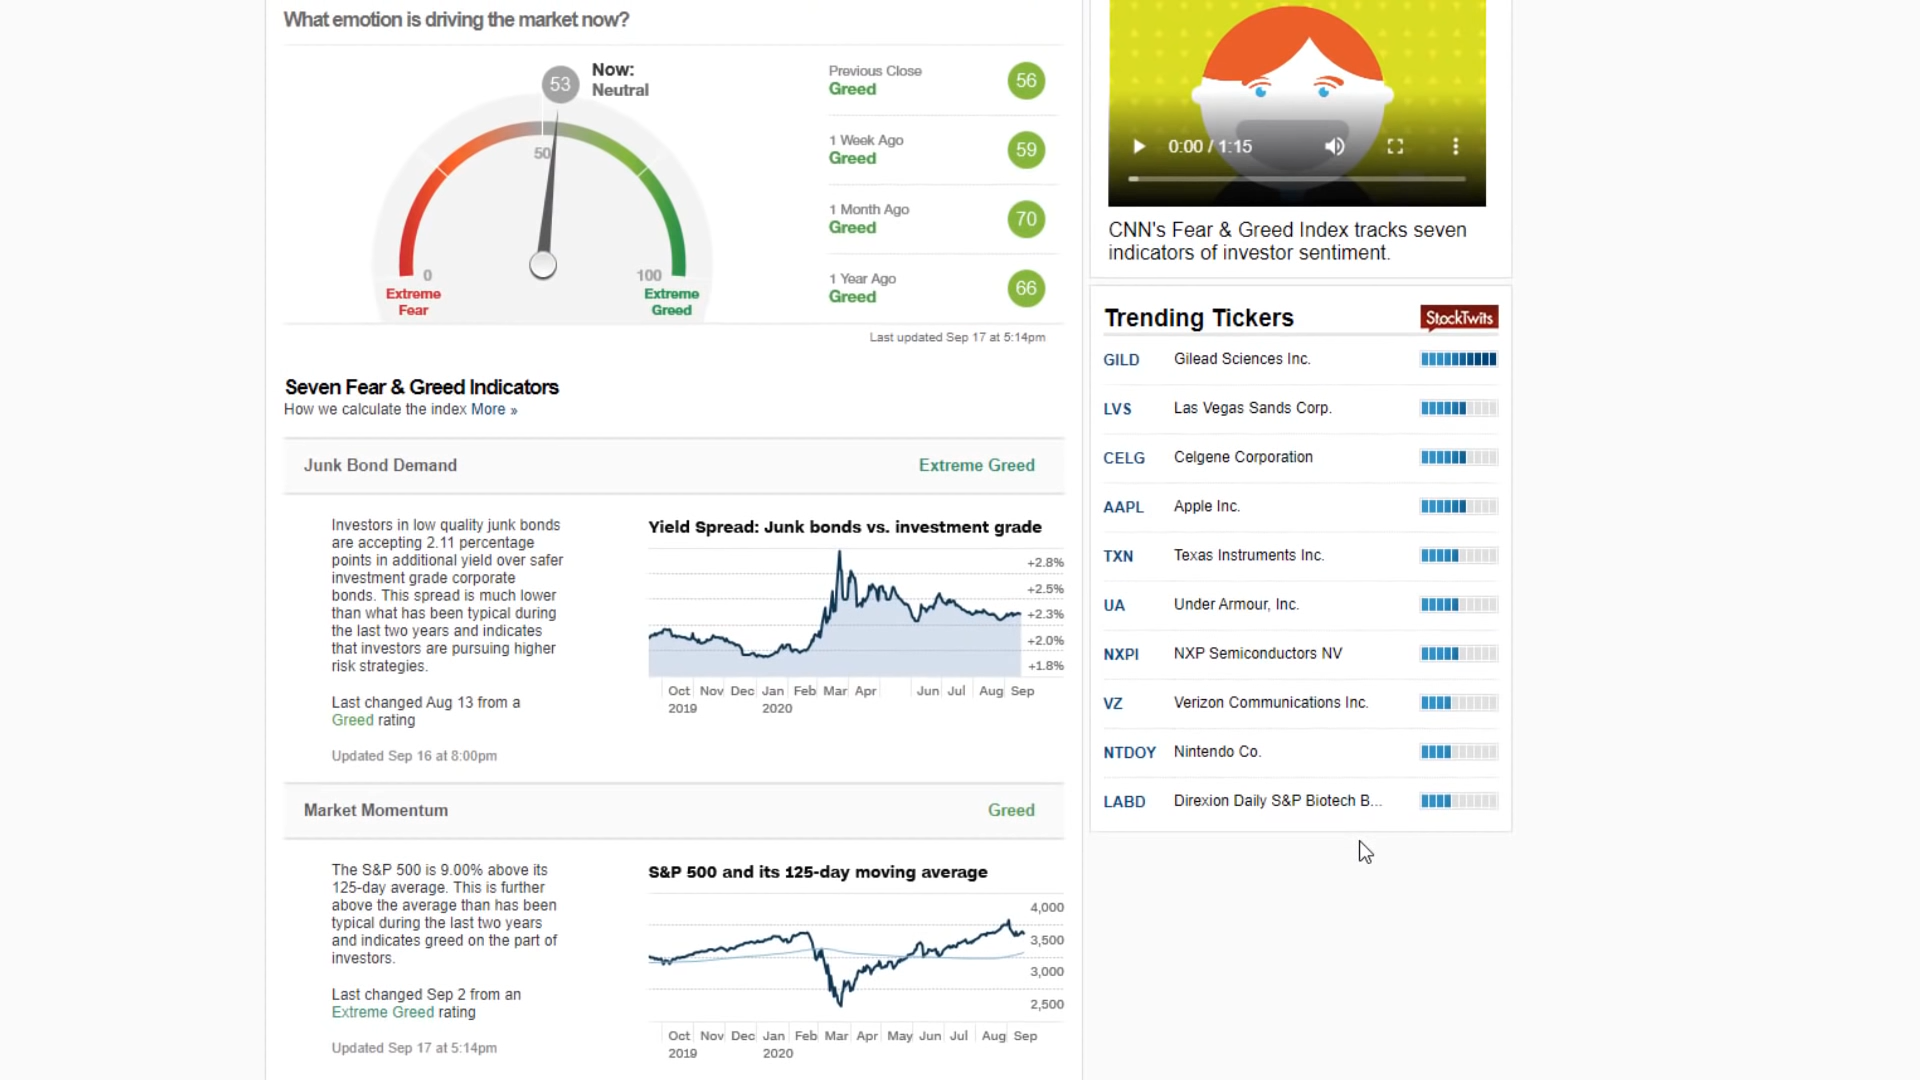 What emotion is driving the market now?
53
Now:
Neutral
50
0
100
Extreme
Fear
Extreme
Greed
Previous Close
Greed
56
1 Week Ago
Greed
59
1 Month Ago
Greed
70
1 Year Ago
Greed
66
Last updated Sep 17 at 5:14pm
Seven Fear & Greed Indicators
How we calculate the index More »
Junk Bond Demand
Extreme Greed
Investors in low quality junk bonds
are accepting 2.11 percentage
points in additional yield over safer
investment grade corporate
bonds. This spread is much lower
than what has been typical during
the last two years and indicates
that investors are pursuing higher
risk strategies.
Last changed Aug 13 from a
Greed rating
Updated Sep 16 at 8:00pm
Yield Spread: Junk bonds vs. investment grade
+2.8%
+2.5%
+2.3%
+2.0%
+1.8%
Oct Nov Dec Jan Feb Mar Apr Jun Jul Aug Sep
2019 2020
Market Momentum
Greed
The S&P 500 is 9.00% above its
125-day average. This is further
above the average than has been
typical during the last two years
and indicates greed on the part of
investors.
Last changed Sep 2 from an
Extreme Greed rating
Updated Sep 17 at 5:14pm
S&P 500 and its 125-day moving average
4,000
3,500
3,000
2,500
Oct Nov Dec Jan Feb Mar Apr May Jun Jul Aug Sep
2019 2020
0:00 / 1:15
CNN's Fear & Greed Index tracks seven
indicators of investor sentiment.
Trending Tickers
StockTwits
GILD Gilead Sciences Inc.
LVS Las Vegas Sands Corp.
CELG Celgene Corporation
AAPL Apple Inc.
TXN Texas Instruments Inc.
UA Under Armour, Inc.
NXPI NXP Semiconductors NV
VZ Verizon Communications Inc.
NTDOY Nintendo Co.
LABD Direxion Daily S&P Biotech B...